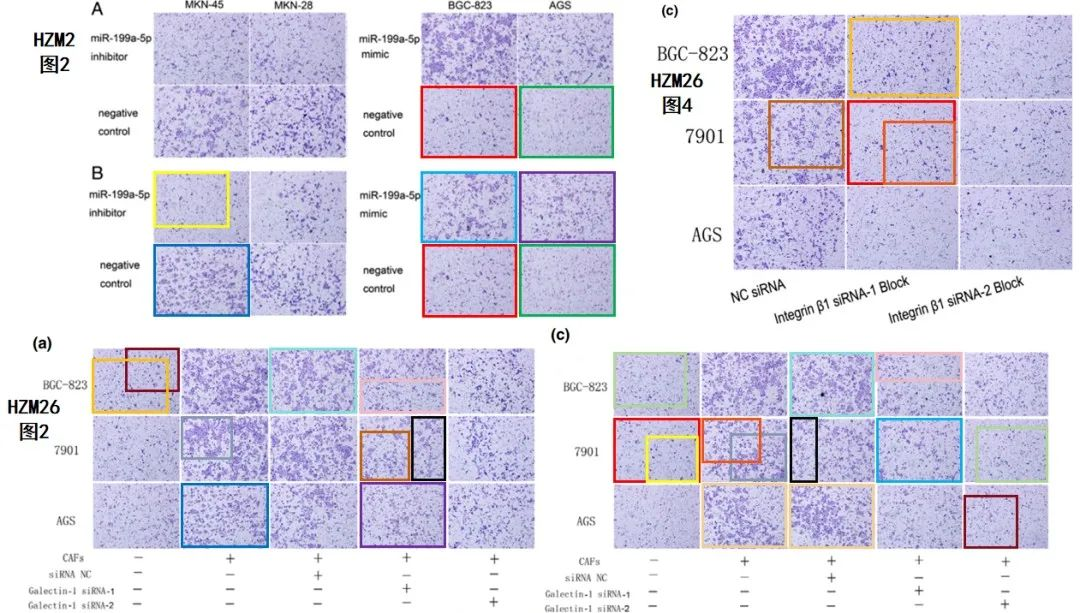 A
MKN-45
MKN-28
HZM2
图2
miR-199a-5p
inhibitor
negative
control
BGC-823
AGS
miR-199a-5p
mimic
negative
control
B
miR-199a-5p
inhibitor
negative
control
miR-199a-5p
mimic
negative
control
(c)
HZM26
图4
BGC-823
7901
AGS
NC siRNA
Integrin β1 siRNA-1 Block
Integrin β1 siRNA-2 Block
HZM26
图2
(a)
BGC-823
7901
AGS
CAFs − + + + +
siRNA NC − − + − −
Galectin-1 siRNA-1 − − − + −
Galectin-1 siRNA-2 − − − − +
(c)
BGC-823
7901
AGS
CAFs − + + + +
siRNA NC − − + − −
Galectin-1 siRNA-1 − − − + −
Galectin-1 siRNA-2 − − − − +